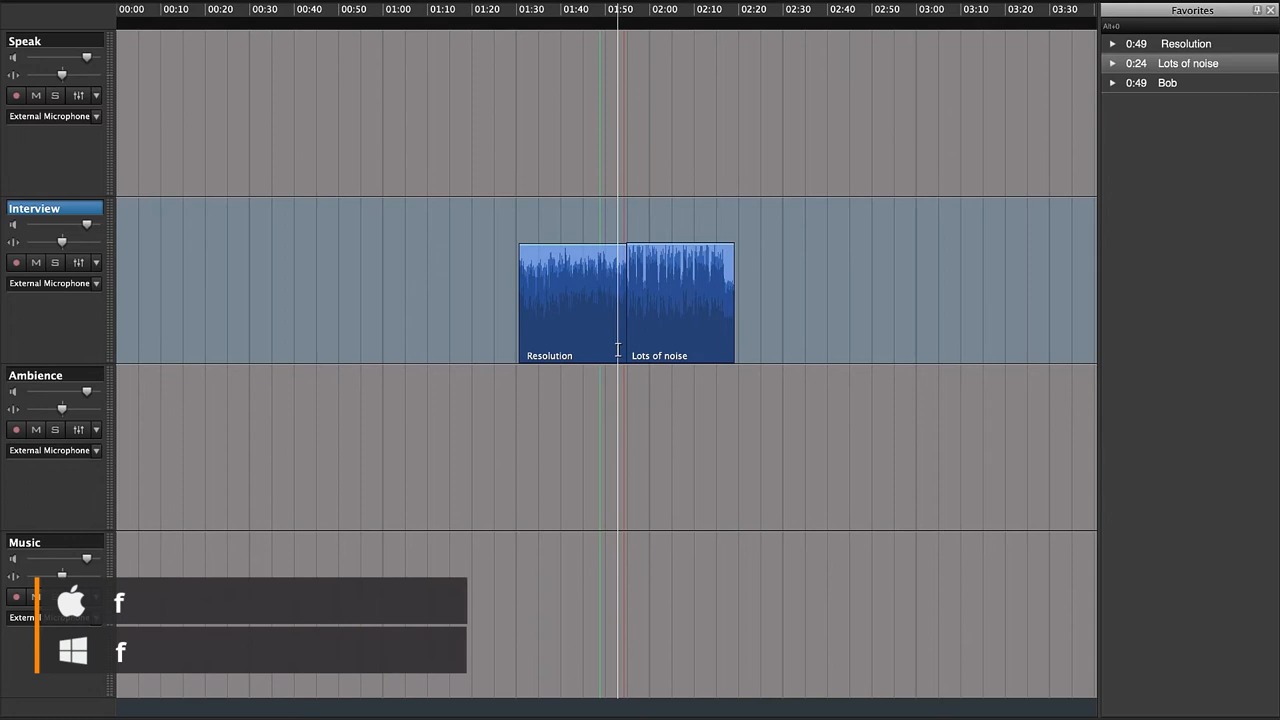 00:00 00:10 00:20 00:30 00:40 00:50 01:00 01:10 01:20 01:30 01:40 01:50 02:00 02:10 02:20 02:30 02:40 02:50 03:00 03:10 03:20 03:30
Favorites
Alt+0
0:49 Resolution
0:24 Lots of noise
0:49 Bob
Speak
M S
External Microphone
Interview
M S
External Microphone
Resolution
Lots of noise
Ambience
M S
External Microphone
Music
f
f